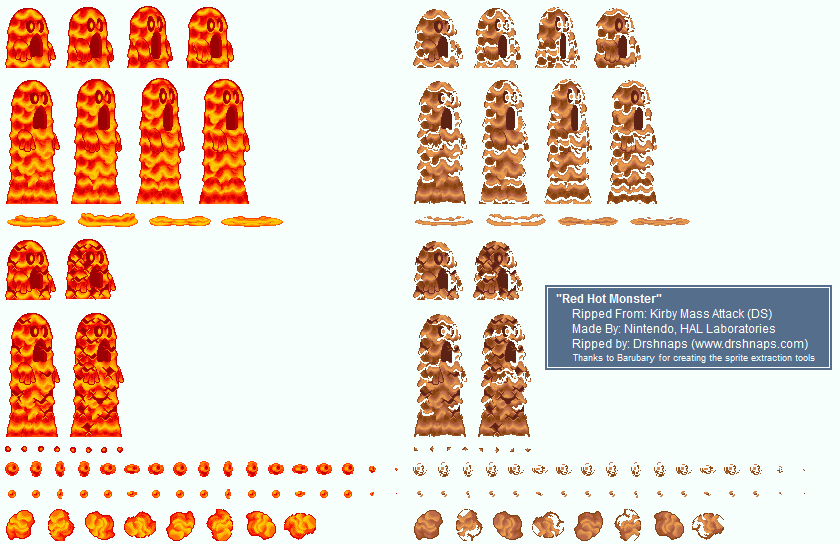 "Red Hot Monster"
Ripped From: Kirby Mass Attack (DS)
Made By: Nintendo, HAL Laboratories
Ripped by: Drshnaps (www.drshnaps.com)
Thanks to Barubary for creating the sprite extraction tools